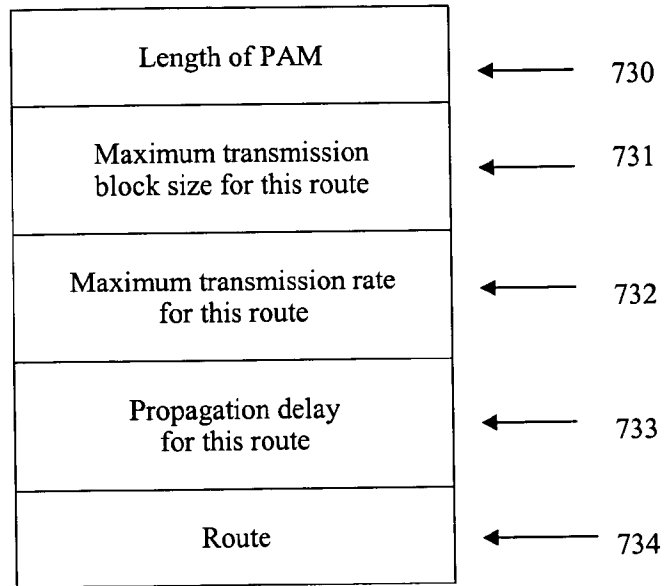 Length of PAM
730
Maximum transmission
block size for this route
731
Maximum transmission rate
for this route
732
Propagation delay
for this route
733
Route
734